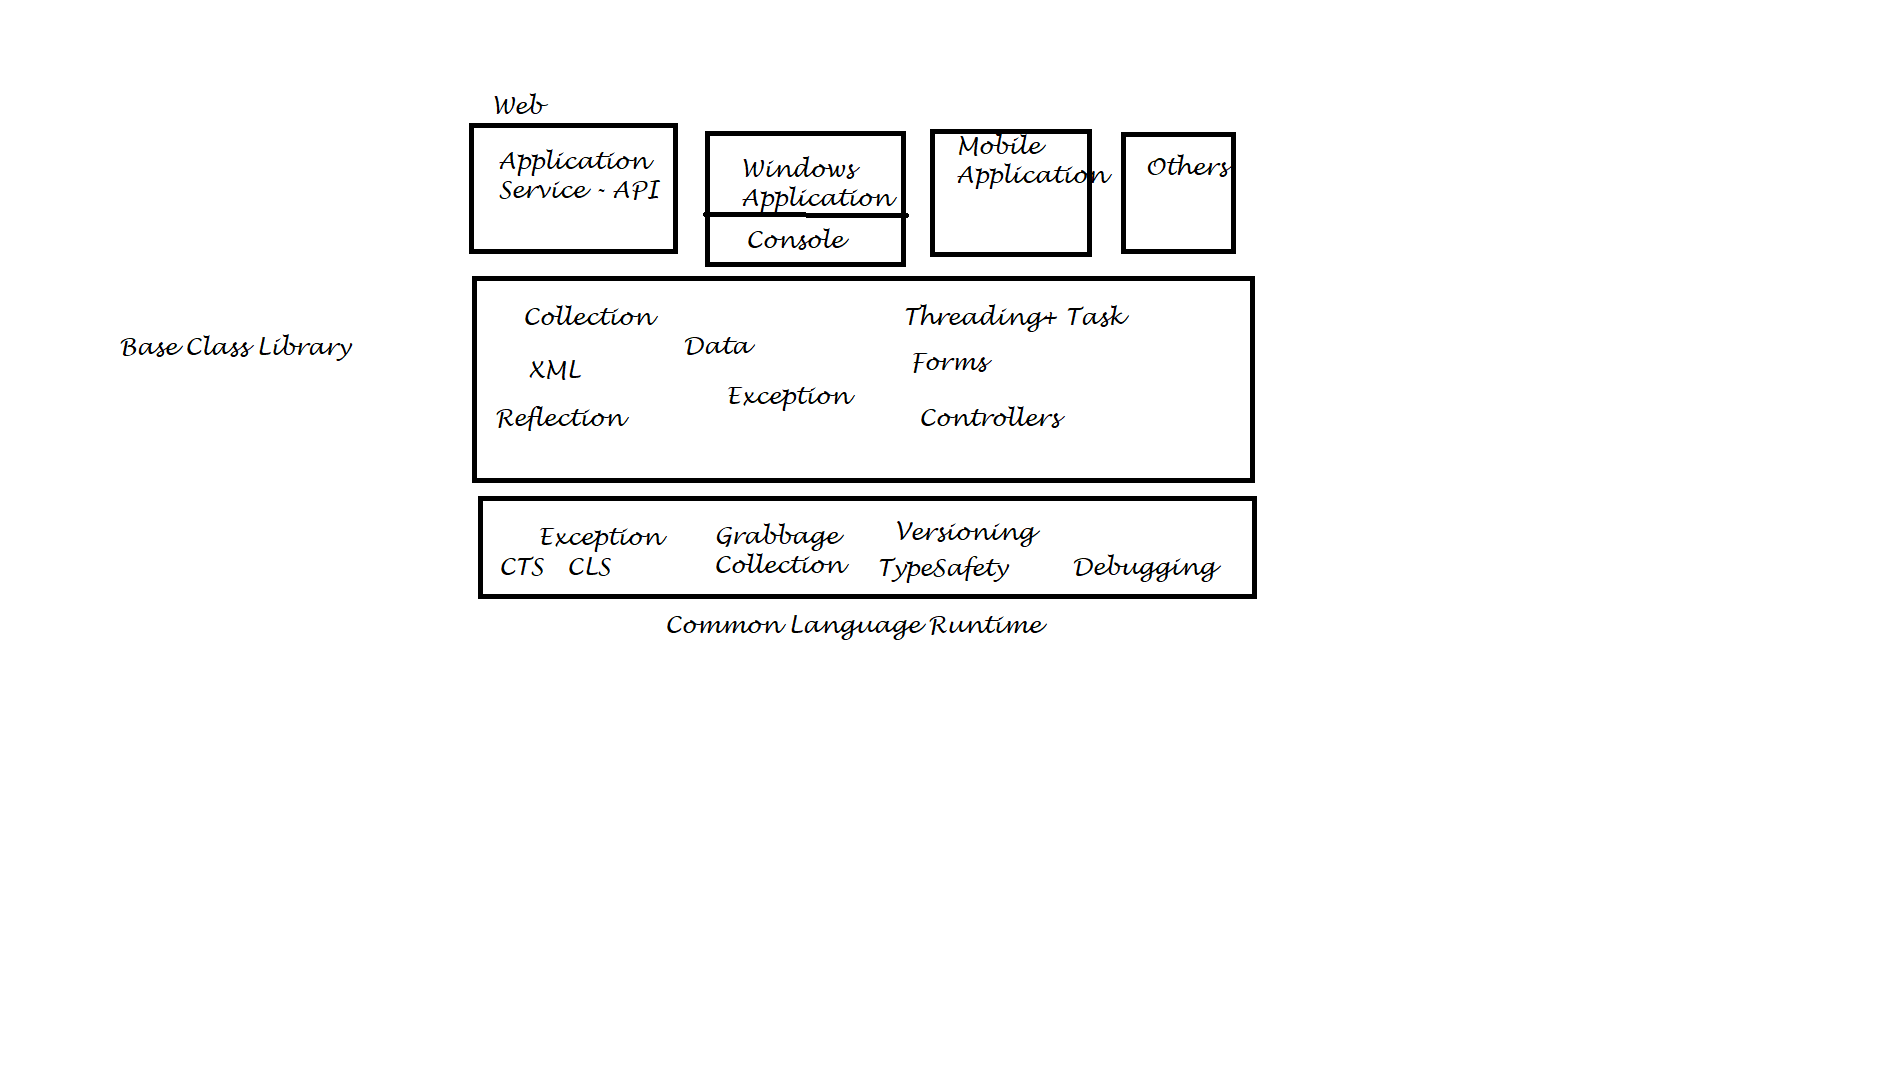 Web
Application
Service - API
Windows
Application
Console
Mobile
Application
Others
Base Class Library
Collection
Data
Threading+ Task
XML
Forms
Exception
Reflection
Controllers
Exception
CTS CLS
Grabbage
Collection
Versioning
TypeSafety
Debugging
Common Language Runtime